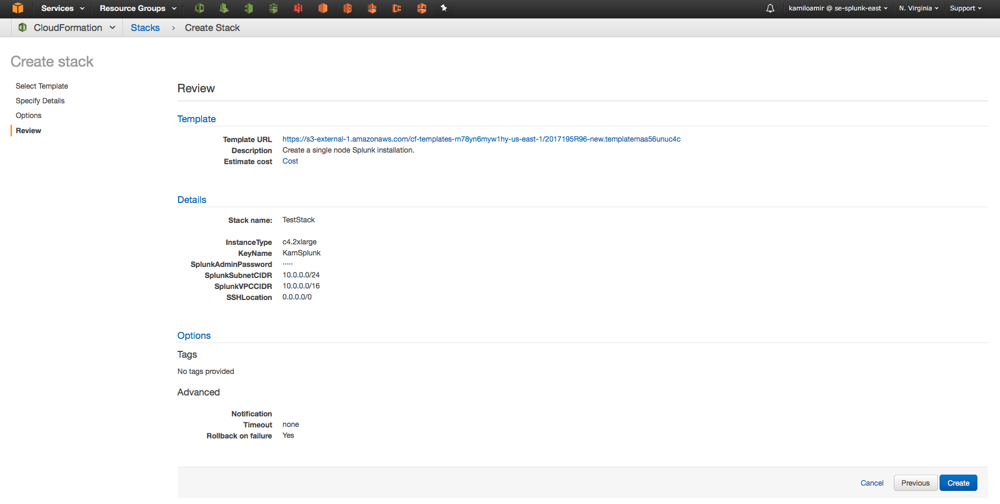 Services Resource Groups kamiloamir @ se-splunk-east N. Virginia Support
CloudFormation Stacks › Create Stack
Create stack
Select Template
Specify Details
Options
Review
Review
Template
Template URL https://s3-external-1.amazonaws.com/cf-templates-m78yn6myw1hy-us-east-1/2017195R96-new.templatemaa56unuc4c
Description Create a single node Splunk installation.
Estimate cost Cost
Details
Stack name: TestStack
InstanceType c4.2xlarge
KeyName KamSplunk
SplunkAdminPassword ·····
SplunkSubnetCIDR 10.0.0.0/24
SplunkVPCCIDR 10.0.0.0/16
SSHLocation 0.0.0.0/0
Options
Tags
No tags provided
Advanced
Notification
Timeout none
Rollback on failure Yes
Cancel Previous Create